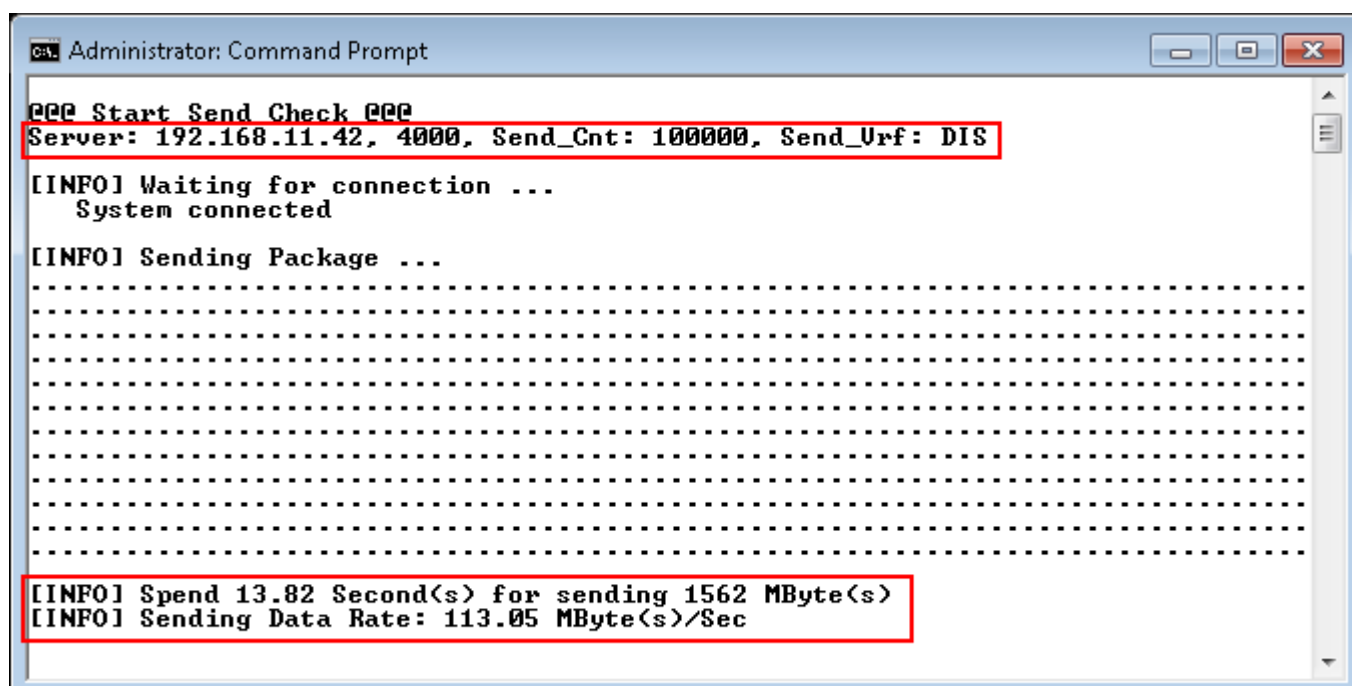 Administrator: Command Prompt
@@@ Start Send Check @@@
Server: 192.168.11.42, 4000, Send_Cnt: 100000, Send_Vrf: DIS
[INFO] Waiting for connection ...
System connected
[INFO] Sending Package ...
................................................................................
................................................................................
................................................................................
................................................................................
................................................................................
................................................................................
................................................................................
................................................................................
................................................................................
................................................................................
................................................................................
................................................................................
[INFO] Spend 13.82 Second(s) for sending 1562 MByte(s)
[INFO] Sending Data Rate: 113.05 MByte(s)/Sec